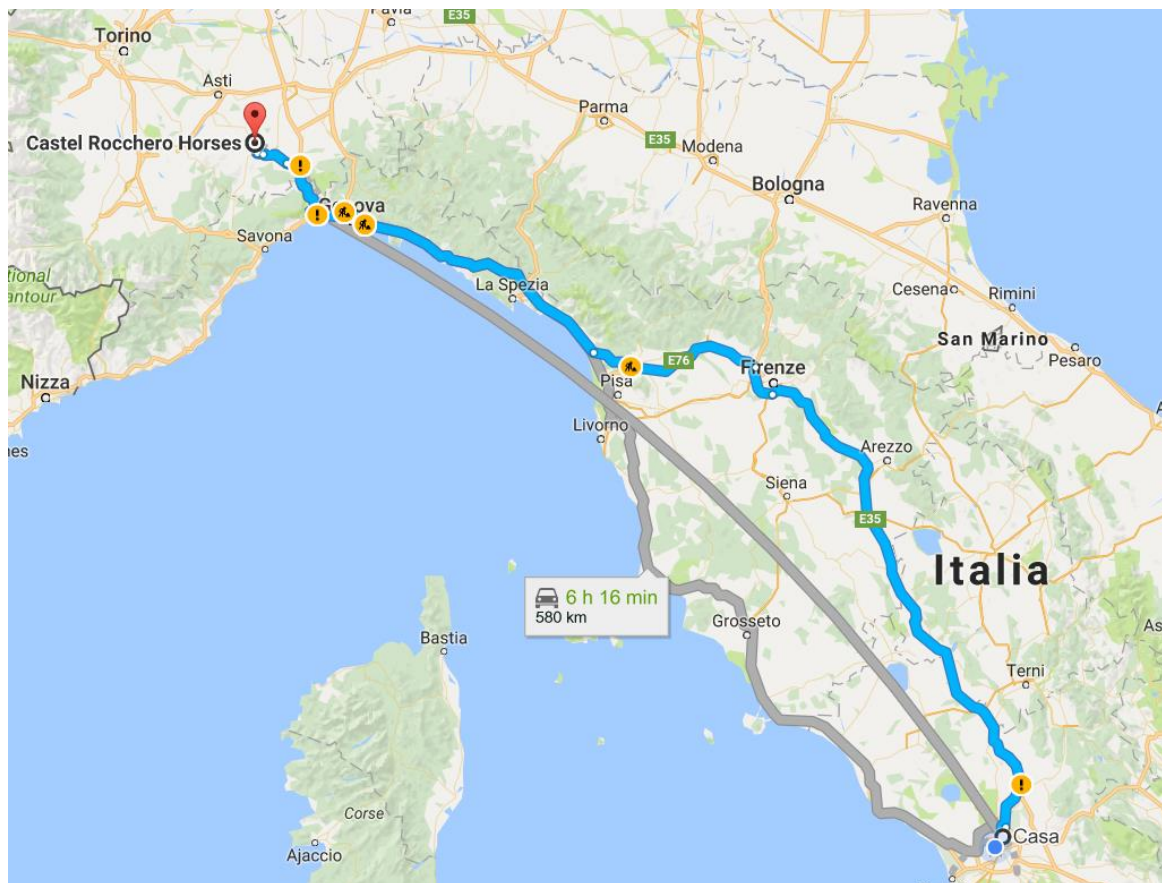 E35
Pavia
Torino
Asti
Parma
Castel Rocchero Horses
E35
Modena
Bologna
Genova
Ravenna
Savona
La Spezia
Cesena
Rimini
San Marino
Pesaro
E76
Firenze
Nizza
Pisa
Livorno
Arezzo
Siena
E35
Italia
6 h 16 min
580 km
Grosseto
Bastia
Terni
Corse
Casa
Ajaccio